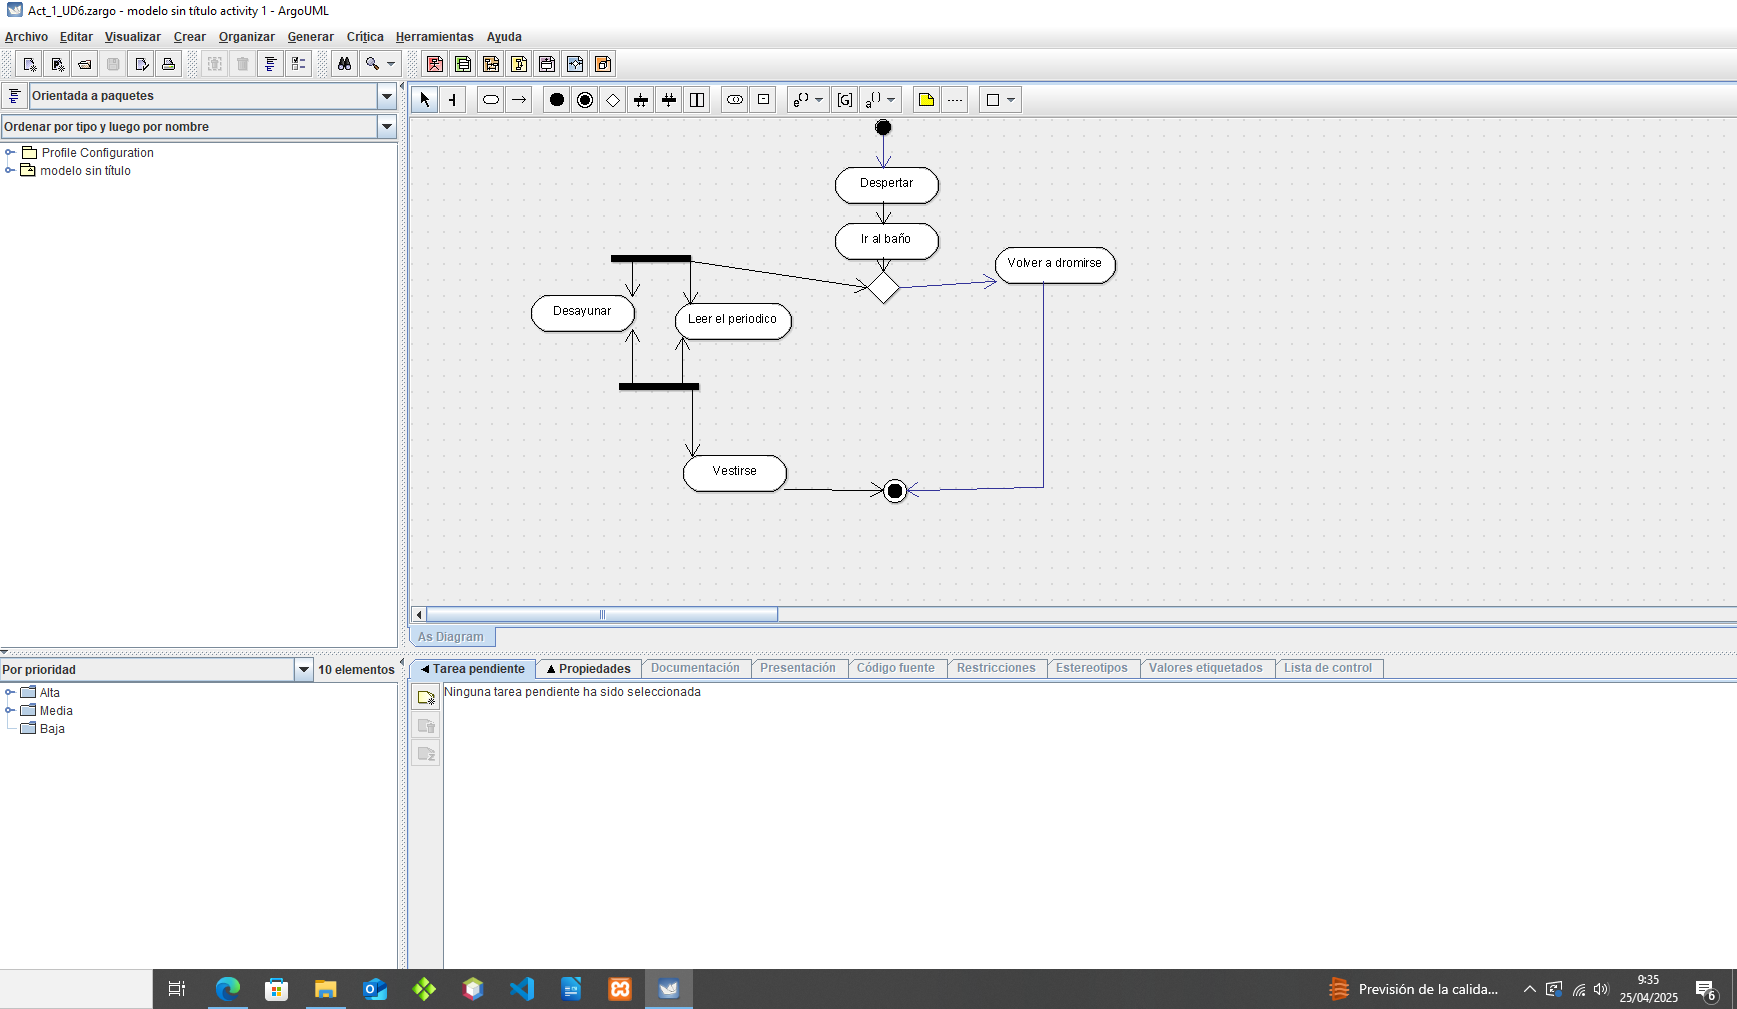 Act_1_UD6.zargo - modelo sin título activity 1 - ArgoUML
Archivo Editar Visualizar Crear Organizar Generar Crítica Herramientas Ayuda
Orientada a paquetes
Ordenar por tipo y luego por nombre
Profile Configuration
modelo sin título
Despertar
Ir al baño
Volver a dromirse
Desayunar
Leer el periodico
Vestirse
As Diagram
Por prioridad
10 elementos
Alta
Media
Baja
Tarea pendiente Propiedades Documentación Presentación Código fuente Restricciones Estereotipos Valores etiquetados Lista de control
Ninguna tarea pendiente ha sido seleccionada
Previsión de la calida...
9:35
25/04/2025
6